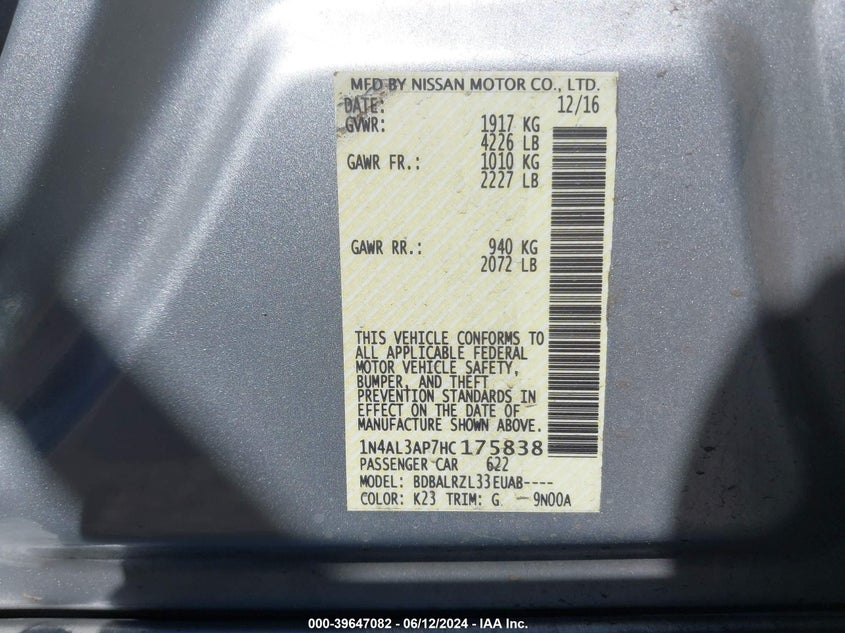 MFD BY NISSAN MOTOR CO., LTD.
DATE: 12/16
GVWR: 1917 KG
4226 LB
GAWR FR.: 1010 KG
2227 LB
GAWR RR.: 940 KG
2072 LB
THIS VEHICLE CONFORMS TO
ALL APPLICABLE FEDERAL
MOTOR VEHICLE SAFETY,
BUMPER, AND THEFT
PREVENTION STANDARDS IN
EFFECT ON THE DATE OF
MANUFACTURE SHOWN ABOVE.
1N4AL3AP7HC175838
PASSENGER CAR 622
MODEL: BDBALRZL33EUAB----
COLOR: K23 TRIM: G -9N00A
000-39647082 - 06/12/2024 - IAA Inc.